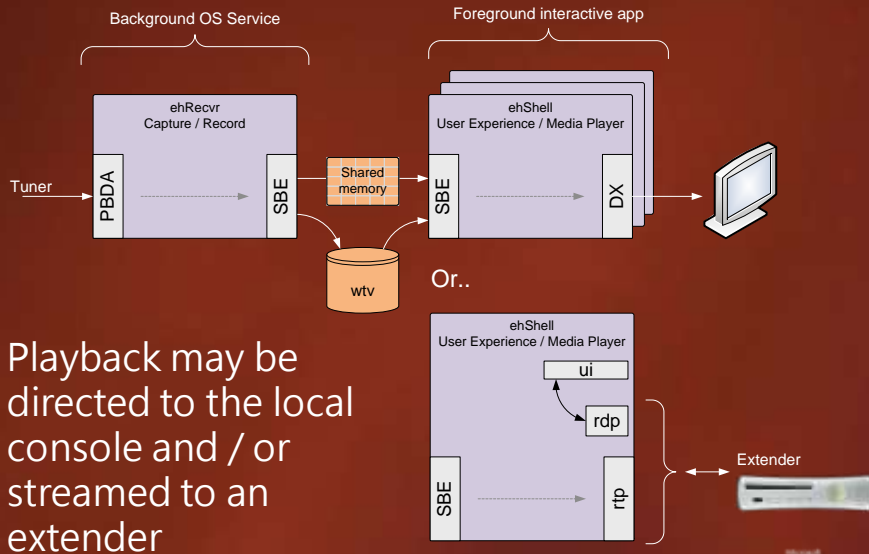 Background OS Service
Foreground interactive app
ehRecvr
Capture / Record
ehShell
User Experience / Media Player
Tuner
PBDA
SBE
Shared
memory
SBE
DX
wtv
Or..
ehShell
User Experience / Media Player
ui
rdp
SBE
rtp
Extender
Playback may be
directed to the local
console and / or
streamed to an
extender